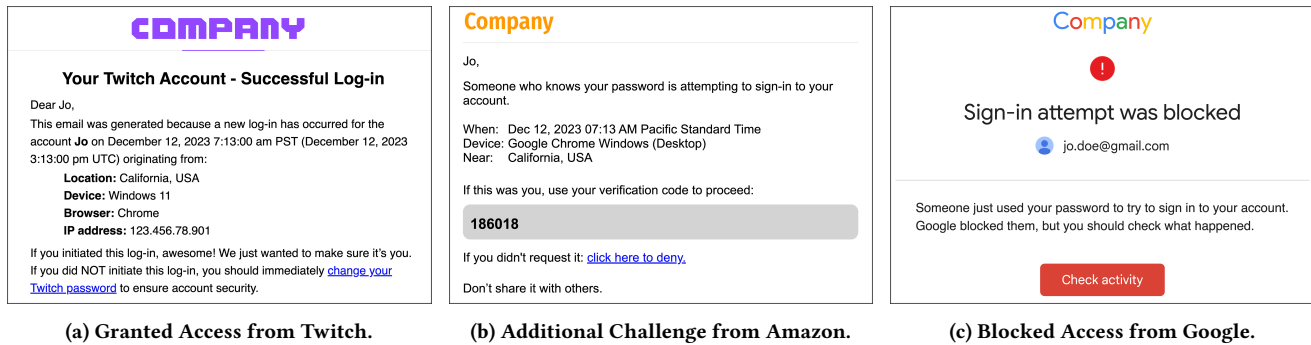 COMPANY
Your Twitch Account - Successful Log-in
Dear Jo,
This email was generated because a new log-in has occurred for the
account Jo on December 12, 2023 7:13:00 am PST (December 12, 2023
3:13:00 pm UTC) originating from:
Location: California, USA
Device: Windows 11
Browser: Chrome
IP address: 123.456.78.901
If you initiated this log-in, awesome! We just wanted to make sure it’s you.
If you did NOT initiate this log-in, you should immediately change your
Twitch password to ensure account security.
(a) Granted Access from Twitch.
Company
Jo,
Someone who knows your password is attempting to sign-in to your
account.
When: Dec 12, 2023 07:13 AM Pacific Standard Time
Device: Google Chrome Windows (Desktop)
Near: California, USA
If this was you, use your verification code to proceed:
186018
If you didn't request it: click here to deny.
Don’t share it with others.
(b) Additional Challenge from Amazon.
Company
!
Sign-in attempt was blocked
jo.doe@gmail.com
Someone just used your password to try to sign in to your account.
Google blocked them, but you should check what happened.
Check activity
(c) Blocked Access from Google.